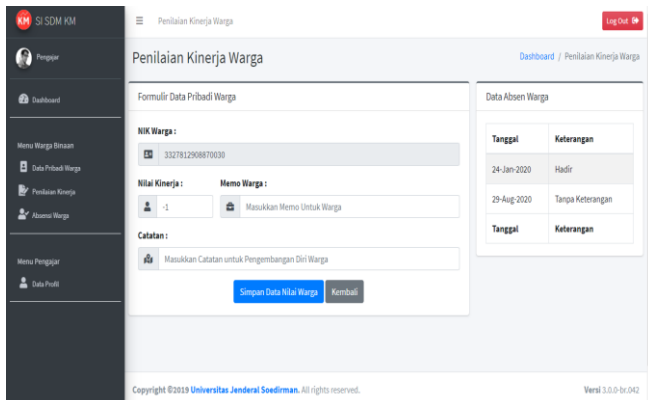 KM SI SDM KM
Pengajar
Dashboard
Menu Warga Binaan
Data Pribadi Warga
Penilaian Kinerja
Absensi Warga
Menu Pengajar
Data Profil
Penilaian Kinerja Warga
Log Out
Penilaian Kinerja Warga
Dashboard / Penilaian Kinerja Warga
Formulir Data Pribadi Warga
NIK Warga :
3327812908870030
Nilai Kinerja : Memo Warga :
-1 Masukkan Memo Untuk Warga
Catatan :
Masukkan Catatan untuk Pengembangan Diri Warga
Simpan Data Nilai Warga Kembali
Data Absen Warga
Tanggal Keterangan
24-Jan-2020 Hadir
29-Aug-2020 Tanpa Keterangan
Tanggal Keterangan
Copyright ©2019 Universitas Jenderal Soedirman. All rights reserved.
Versi 3.0.0-br.042